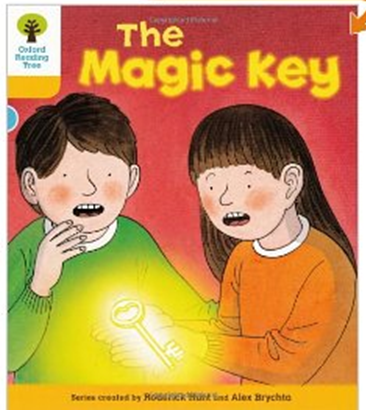 Oxford
Reading
Tree
The
Magic Key
Series created by Roderick Hunt and Alex Brychta